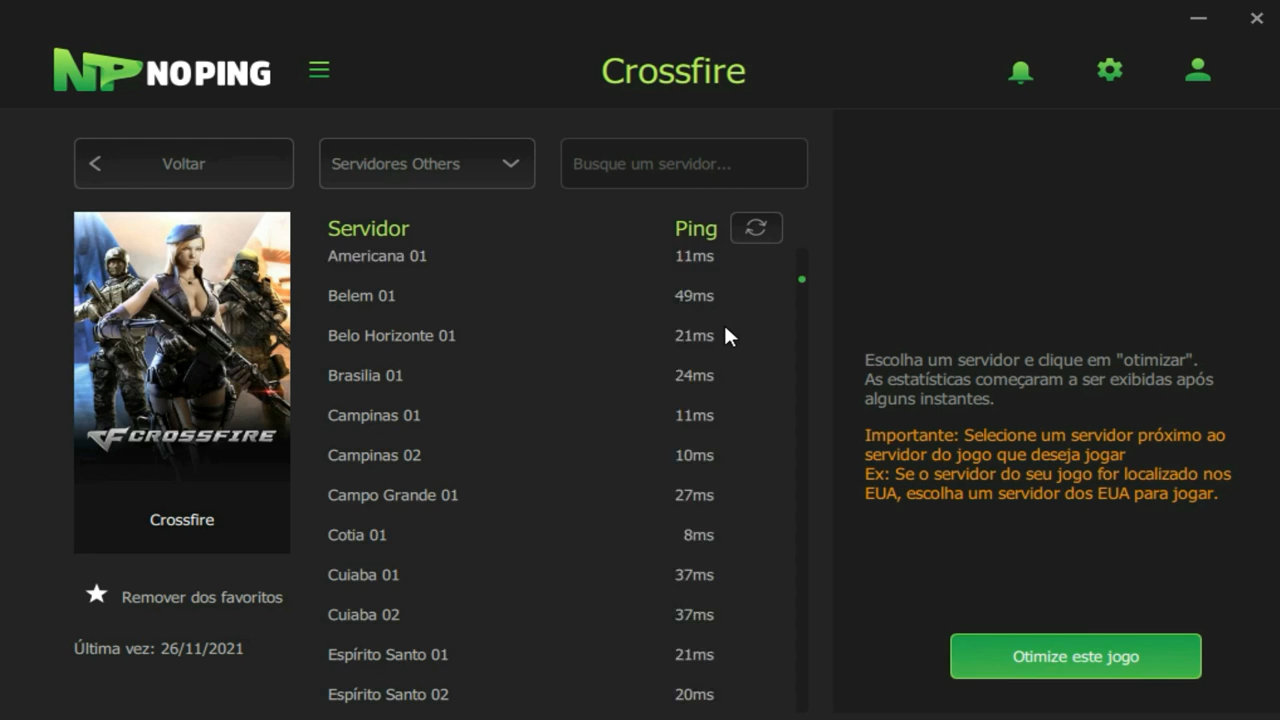 NP NOPING
Crossfire
Voltar
Servidores Others
Busque um servidor...
Servidor Ping
Americana 01 11ms
Belem 01 49ms
Belo Horizonte 01 21ms
Brasilia 01 24ms
Campinas 01 11ms
Campinas 02 10ms
Campo Grande 01 27ms
Cotia 01 8ms
Cuiaba 01 37ms
Cuiaba 02 37ms
Espírito Santo 01 21ms
Espírito Santo 02 20ms
CF CROSSFIRE
Crossfire
Remover dos favoritos
Última vez: 26/11/2021
Escolha um servidor e clique em "otimizar".
As estatísticas começaram a ser exibidas após
alguns instantes.
Importante: Selecione um servidor próximo ao
servidor do jogo que deseja jogar
Ex: Se o servidor do seu jogo for localizado nos
EUA, escolha um servidor dos EUA para jogar.
Otimize este jogo